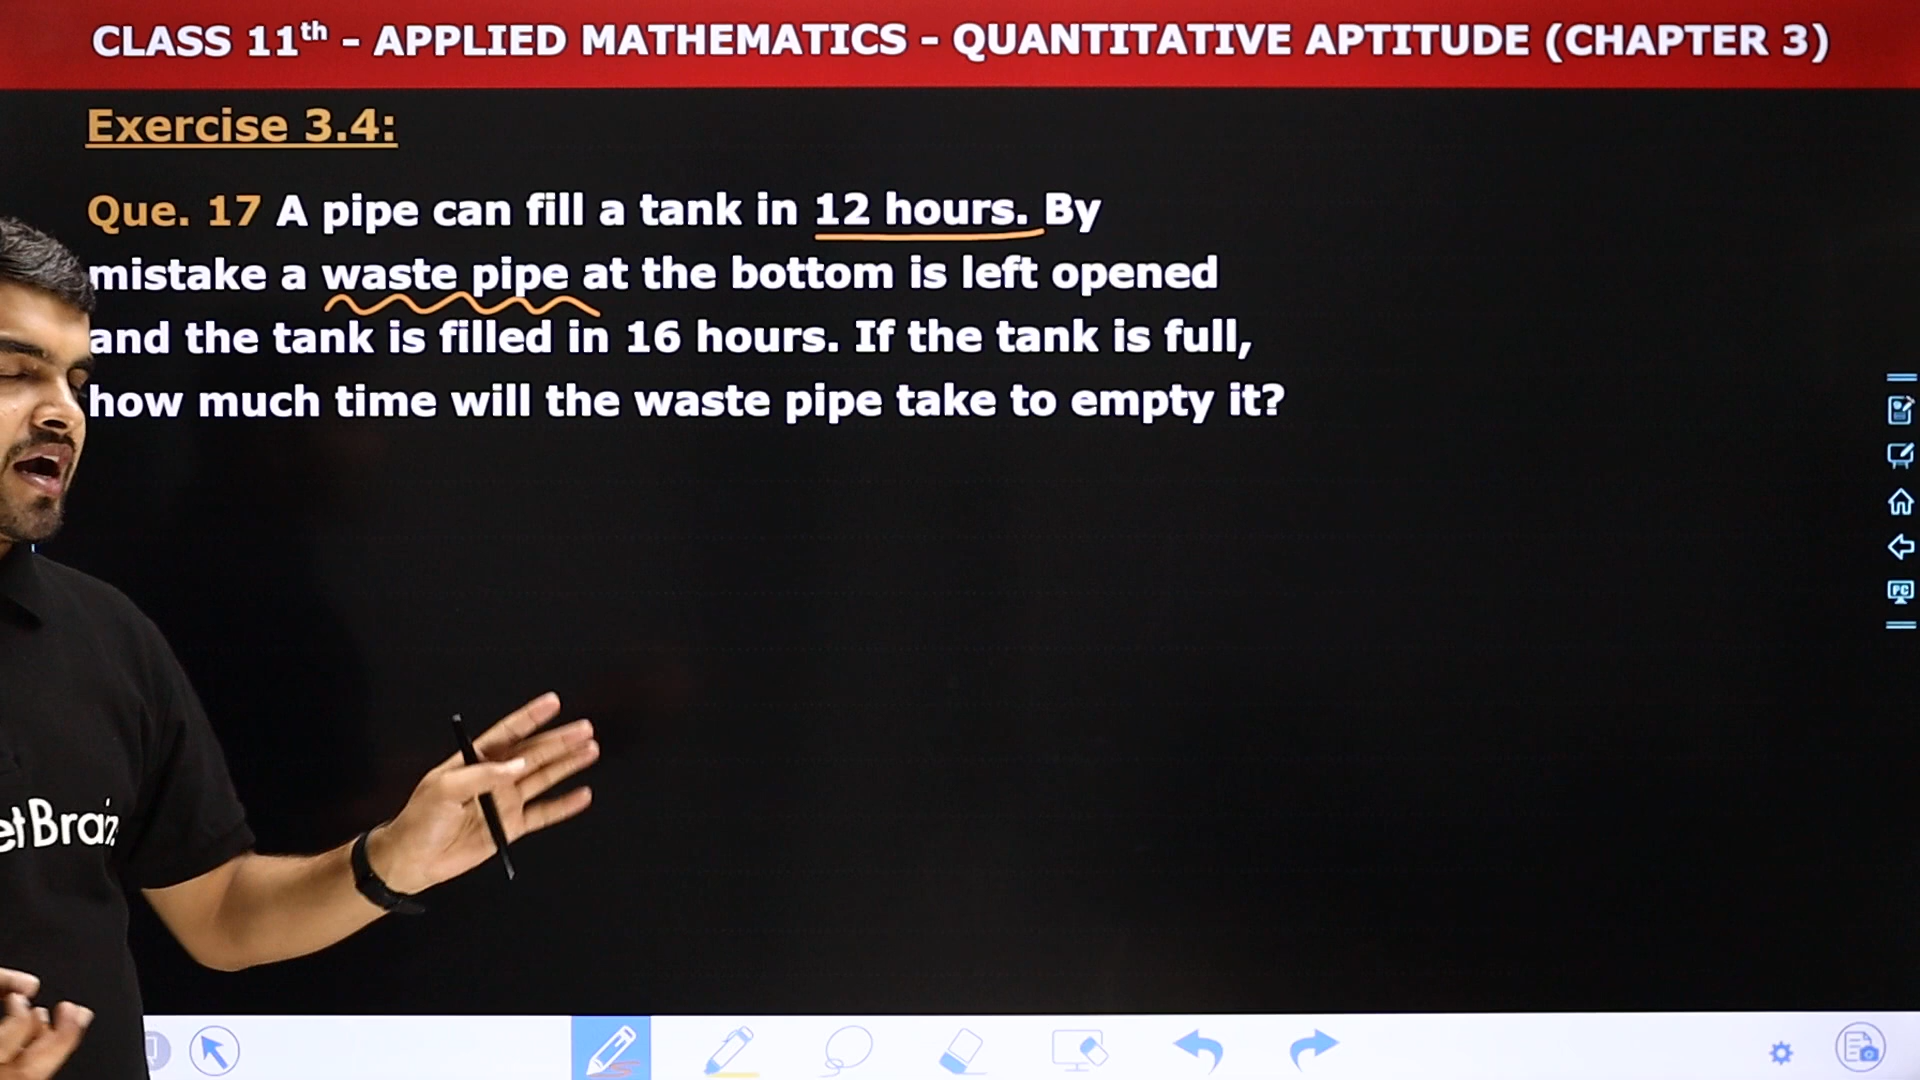 CLASS 11th - APPLIED MATHEMATICS - QUANTITATIVE APTITUDE (CHAPTER 3)
Exercise 3.4:
Que. 17 A pipe can fill a tank in 12 hours. By
mistake a waste pipe at the bottom is left opened
and the tank is filled in 16 hours. If the tank is full,
how much time will the waste pipe take to empty it?
PC